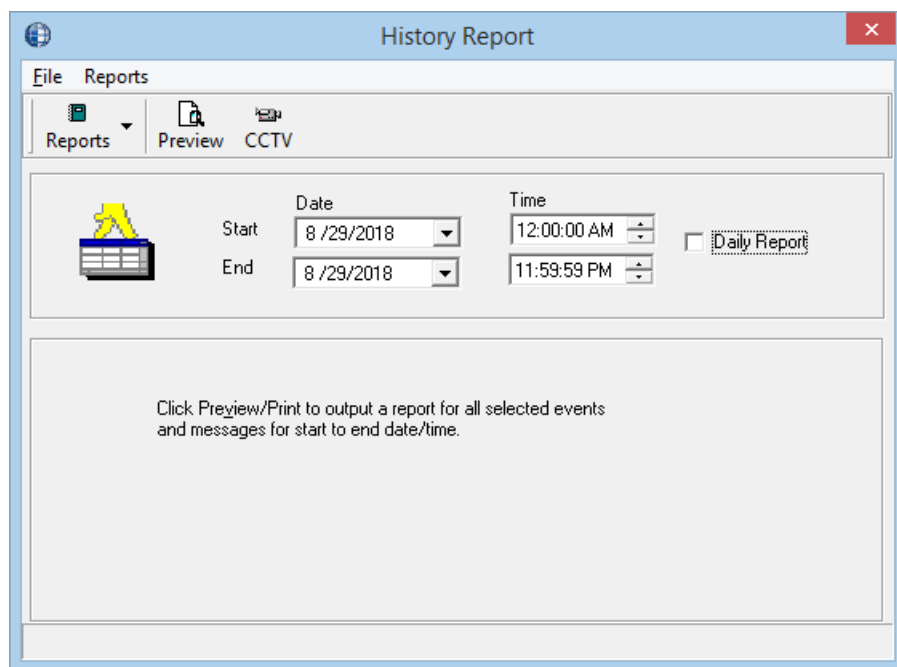 History Report
File Reports
Reports Preview CCTV
Date Time
Start 8 /29/2018 12:00:00 AM Daily Report
End 8 /29/2018 11:59:59 PM
Click Preview/Print to output a report for all selected events
and messages for start to end date/time.